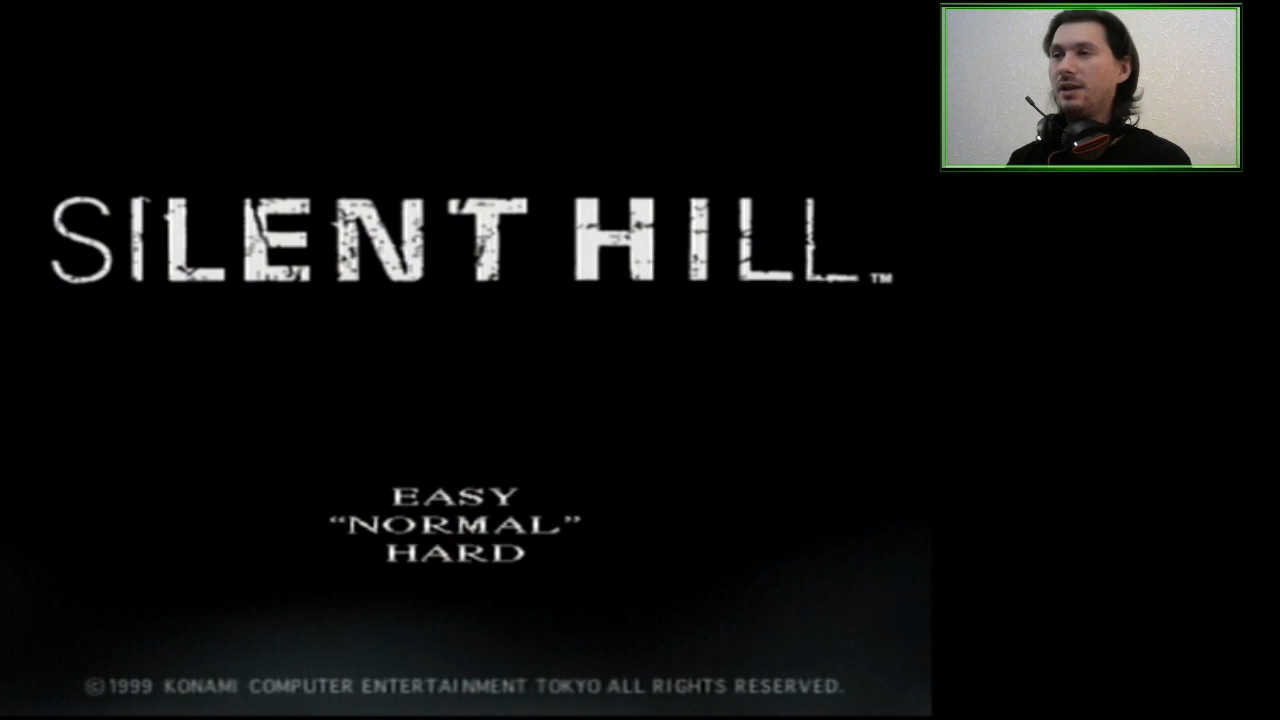 SILENT HILL™
EASY
“NORMAL”
HARD
©1999 KONAMI COMPUTER ENTERTAINMENT TOKYO ALL RIGHTS RESERVED.